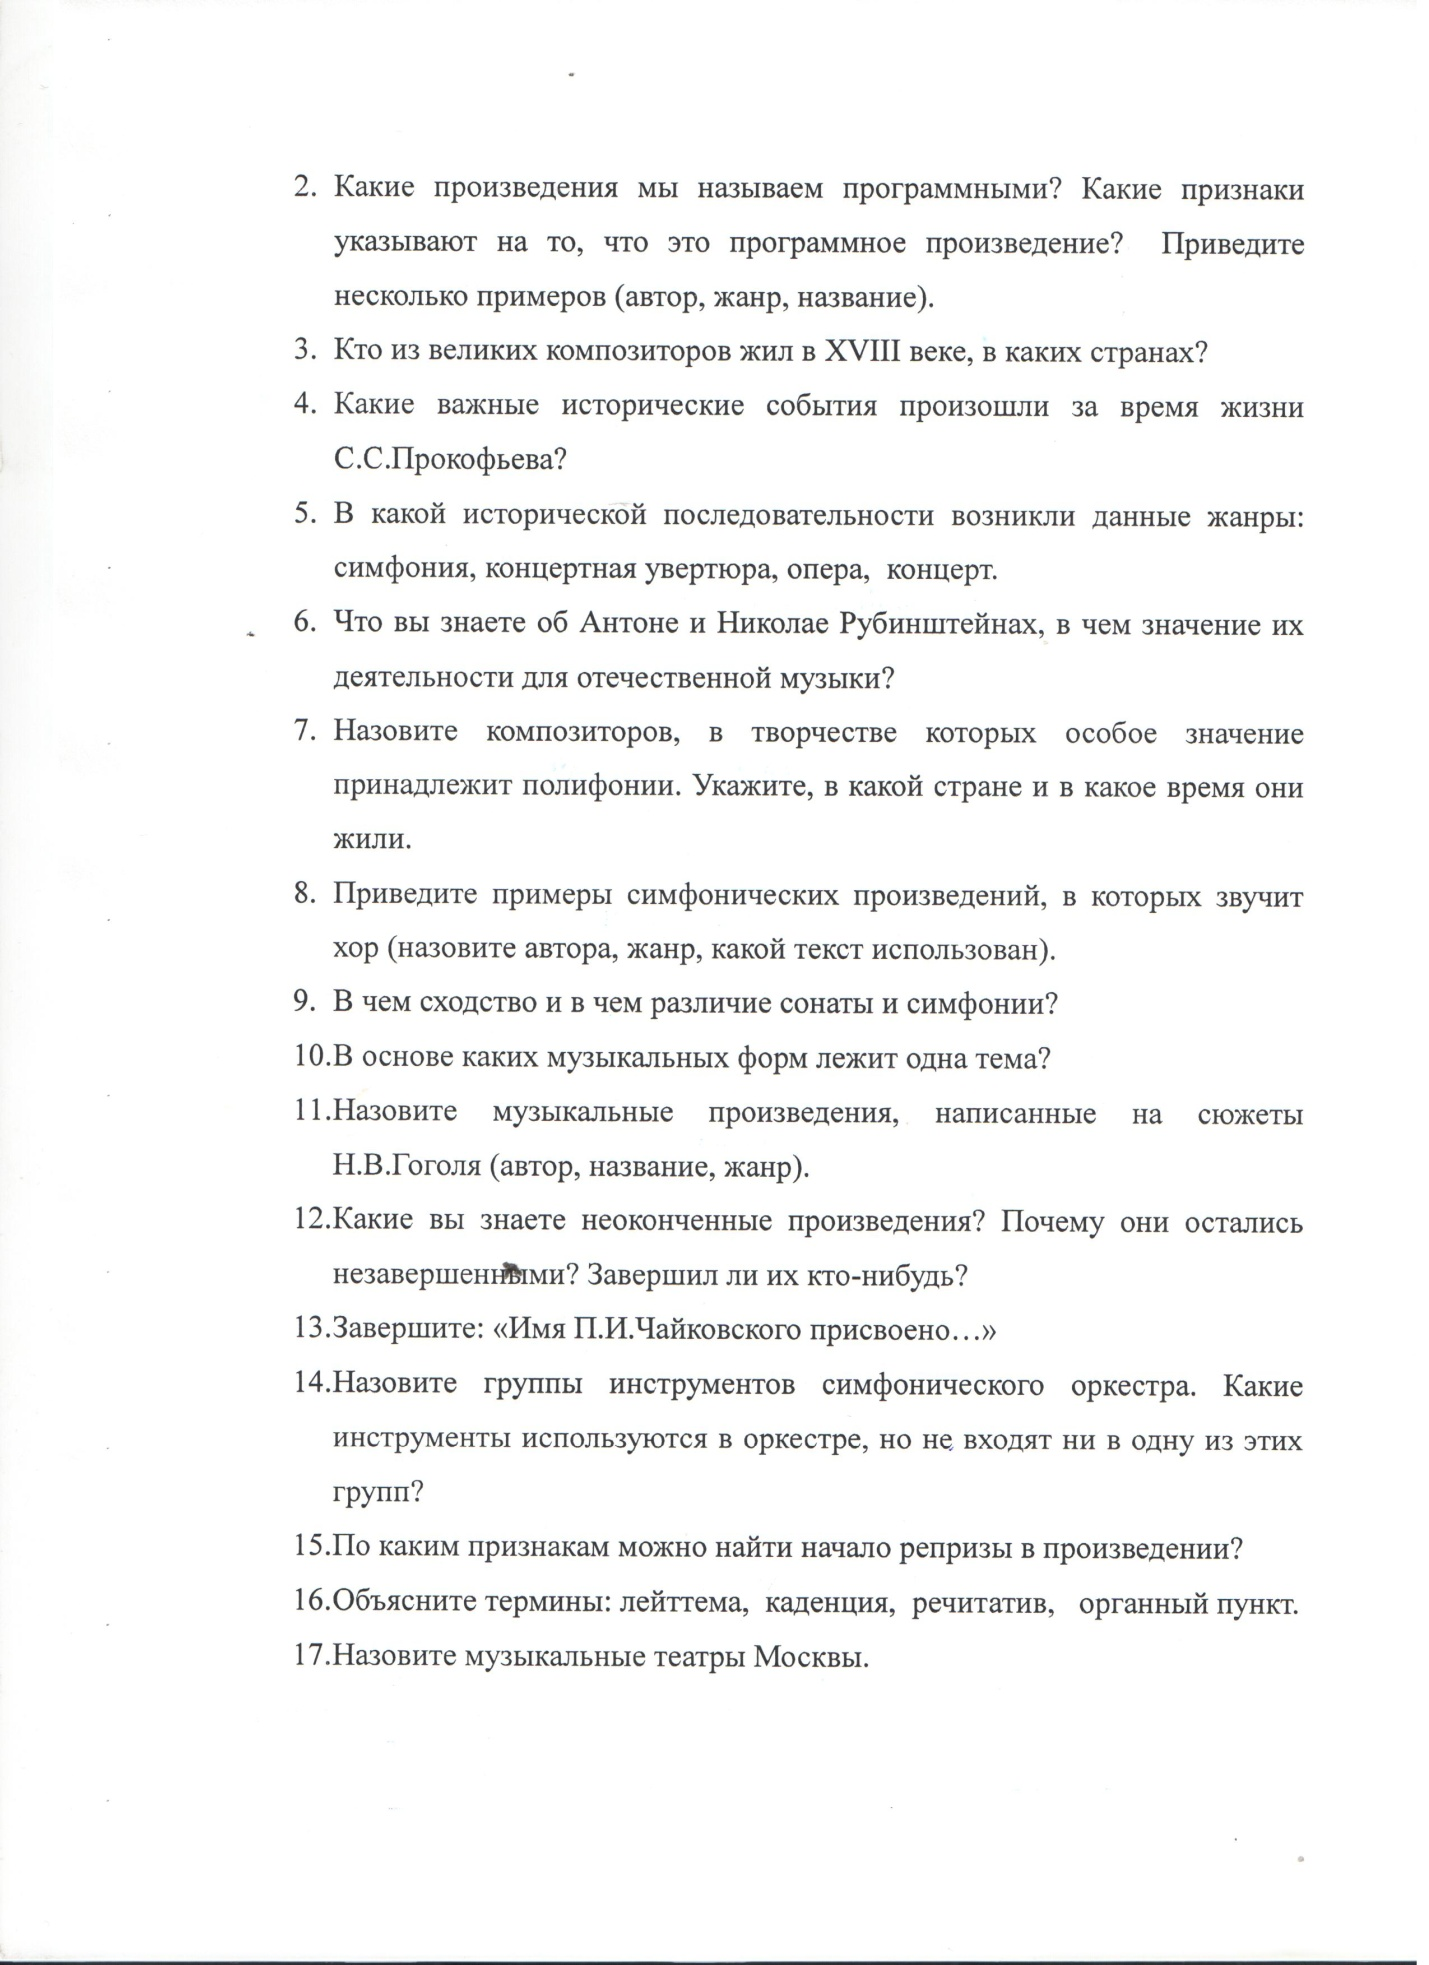 2. Какие произведения мы называем программными? Какие признаки
указывают на то, что это программное произведение? Приведите
несколько примеров (автор, жанр, название).
3. Кто из великих композиторов жил в XVIII веке, в каких странах?
4. Какие важные исторические события произошли за время жизни
С.С.Прокофьева?
5. В какой исторической последовательности возникли данные жанры:
симфония, концертная увертюра, опера, концерт.
6. Что вы знаете об Антоне и Николае Рубинштейнах, в чем значение их
деятельности для отечественной музыки?
7. Назовите композиторов, в творчестве которых особое значение
принадлежит полифонии. Укажите, в какой стране и в какое время они
жили.
8. Приведите примеры симфонических произведений, в которых звучит
хор (назовите автора, жанр, какой текст использован).
9. В чем сходство и в чем различие сонаты и симфонии?
10.В основе каких музыкальных форм лежит одна тема?
11.Назовите музыкальные произведения, написанные на сюжеты
Н.В.Гоголя (автор, название, жанр).
12.Какие вы знаете неоконченные произведения? Почему они остались
незавершенными? Завершил ли их кто-нибудь?
13.Завершите: «Имя П.И.Чайковского присвоено…»
14.Назовите группы инструментов симфонического оркестра. Какие
инструменты используются в оркестре, но не входят ни в одну из этих
групп?
15.По каким признакам можно найти начало репризы в произведении?
16.Объясните термины: лейттема, каденция, речитатив, органный пункт.
17.Назовите музыкальные театры Москвы.